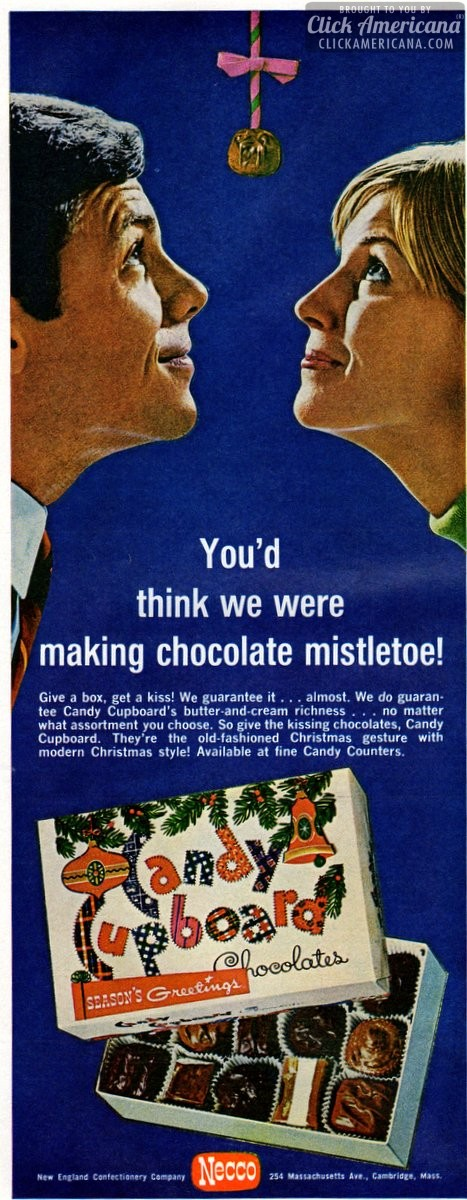 BROUGHT TO YOU BY
Click Americana
CLICKAMERICANA.COM
You'd
think we were
making chocolate mistletoe!
Give a box, get a kiss! We guarantee it . . . almost. We do guaran-
tee Candy Cupboard's butter-and-cream richness . . . no matter
what assortment you choose. So give the kissing chocolates, Candy
Cupboard. They're the old-fashioned Christmas gesture with
modern Christmas style! Available at fine Candy Counters.
Candy
Cupboard
Chocolates
SEASON'S Greetings
New England Confectionery Company Necco 254 Massachusetts Ave., Cambridge, Mass.